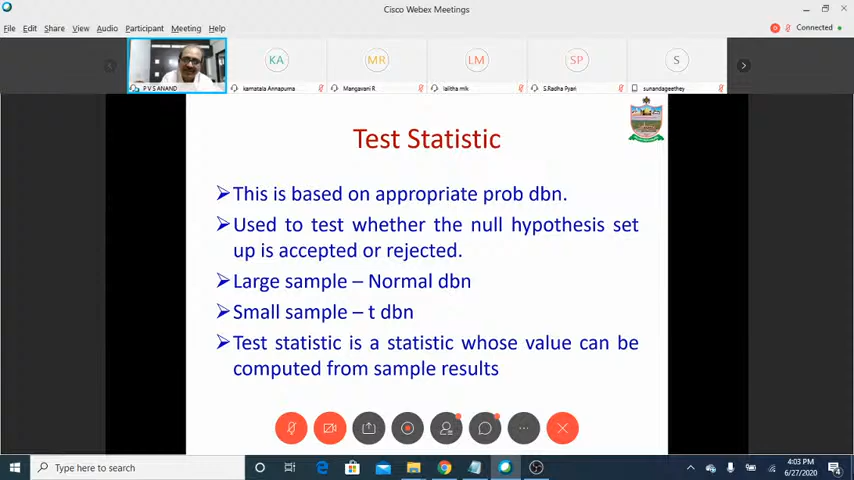 Cisco Webex Meetings
File Edit Share View Audio Participant Meeting Help
Connected
KA
MR
LM
SP
S
P V S ANAND
kamatala Annapurna
Mangavani R
lalitha mlk
S.Radha Pyari
sunandageethey
Test Statistic
This is based on appropriate prob dbn.
Used to test whether the null hypothesis set
up is accepted or rejected.
Large sample – Normal dbn
Small sample – t dbn
Test statistic is a statistic whose value can be
computed from sample results
Type here to search
4:03 PM
6/27/2020
4